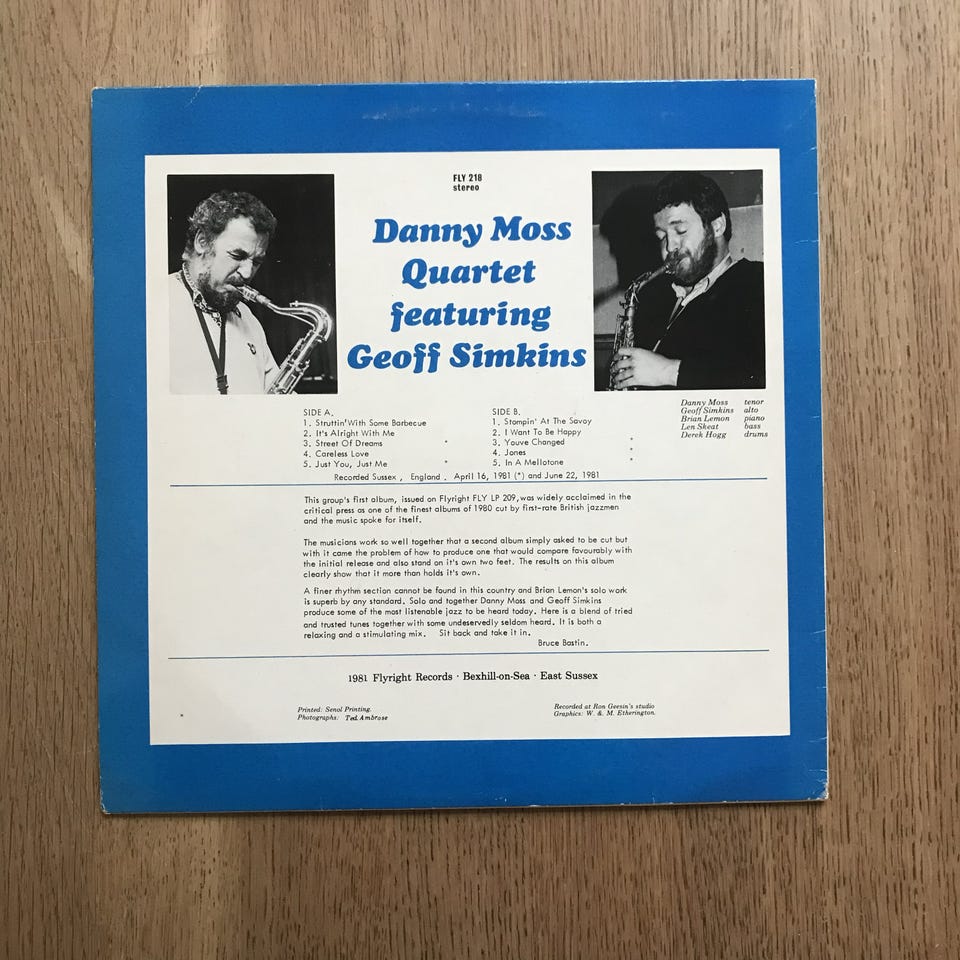 FLY 218
stereo
Danny Moss
Quartet
featuring
Geoff Simkins
SIDE A.
1. Struttin'With Some Barbecue
2. It's Alright With Me
3. Street Of Dreams *
4. Careless Love
5. Just You, Just Me *
SIDE B.
1. Stompin' At The Savoy
2. I Want To Be Happy
3. Youve Changed *
4. Jones *
5. In A Mellotone *
Recorded Sussex, England. April 16, 1981 (*) and June 22, 1981
Danny Moss tenor
Geoff Simkins alto
Brian Lemon piano
Len Skeat bass
Derek Hogg drums
This group's first album, issued on Flyright FLY LP 209,was widely acclaimed in the
critical press as one of the finest albums of 1980 cut by first-rate British jazzmen
and the music spoke for itself.
The musicians work so well together that a second album simply asked to be cut but
with it came the problem of how to produce one that would compare favourably with
the initial release and also stand on it's own two feet. The results on this album
clearly show that it more than holds it's own.
A finer rhythm section cannot be found in this country and Brian Lemon's solo work
is superb by any standard. Solo and together Danny Moss and Geoff Simkins
produce some of the most listenable jazz to be heard today. Here is a blend of tried
and trusted tunes together with some undeservedly seldom heard. It is both a
relaxing and a stimulating mix. Sit back and take it in.
Bruce Bastin.
1981 Flyright Records · Bexhill-on-Sea · East Sussex
Printed: Senol Printing.
Photographs: Ted Ambrose
Recorded at Ron Geesin's studio
Graphics: W. & M. Etherington.